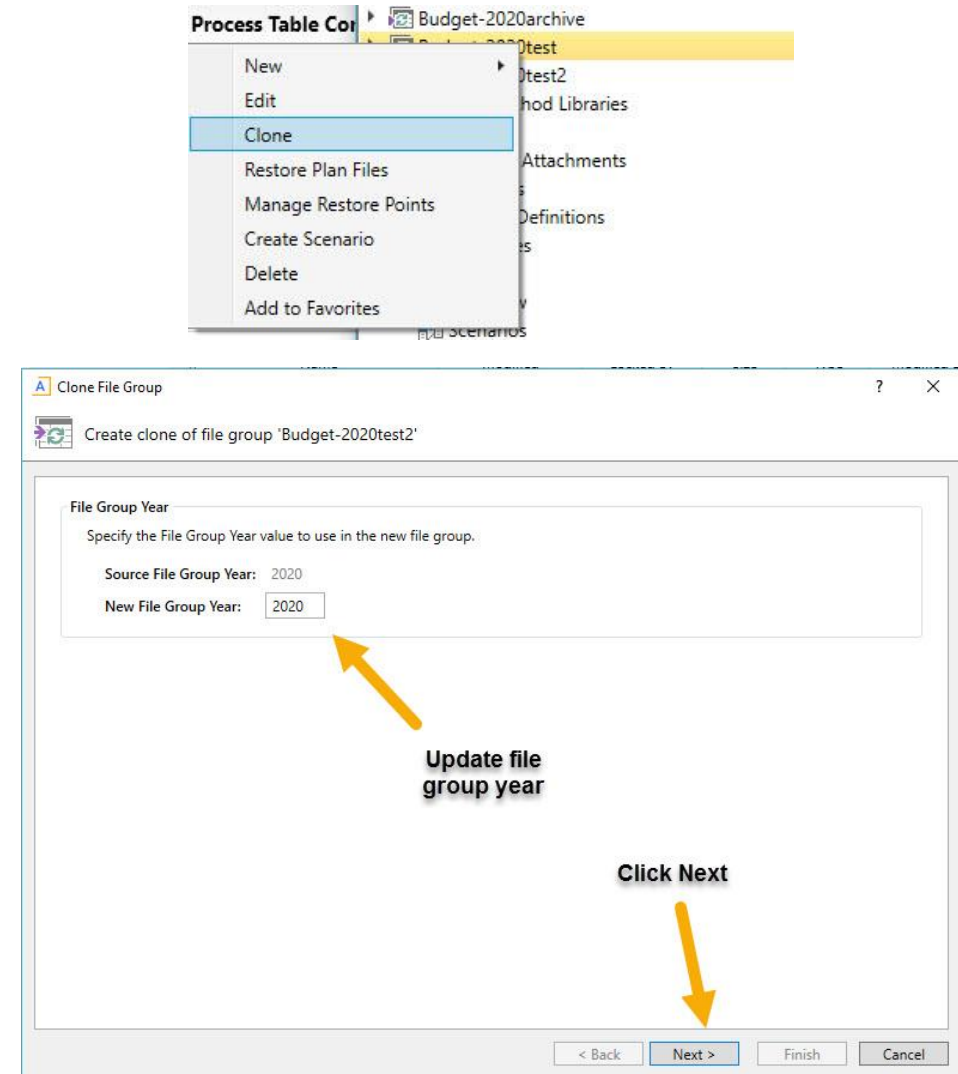 Process Table Cor
Budget-2020archive
2020test
New
0test2
Edit
hod Libraries
Clone
Attachments
Restore Plan Files
s
Manage Restore Points
Definitions
Create Scenario
es
Delete
Add to Favorites
w
Scenarios
A Clone File Group ? X
Create clone of file group 'Budget-2020test2'
File Group Year
Specify the File Group Year value to use in the new file group.
Source File Group Year: 2020
New File Group Year: 2020
Update file
group year
Click Next
< Back Next > Finish Cancel